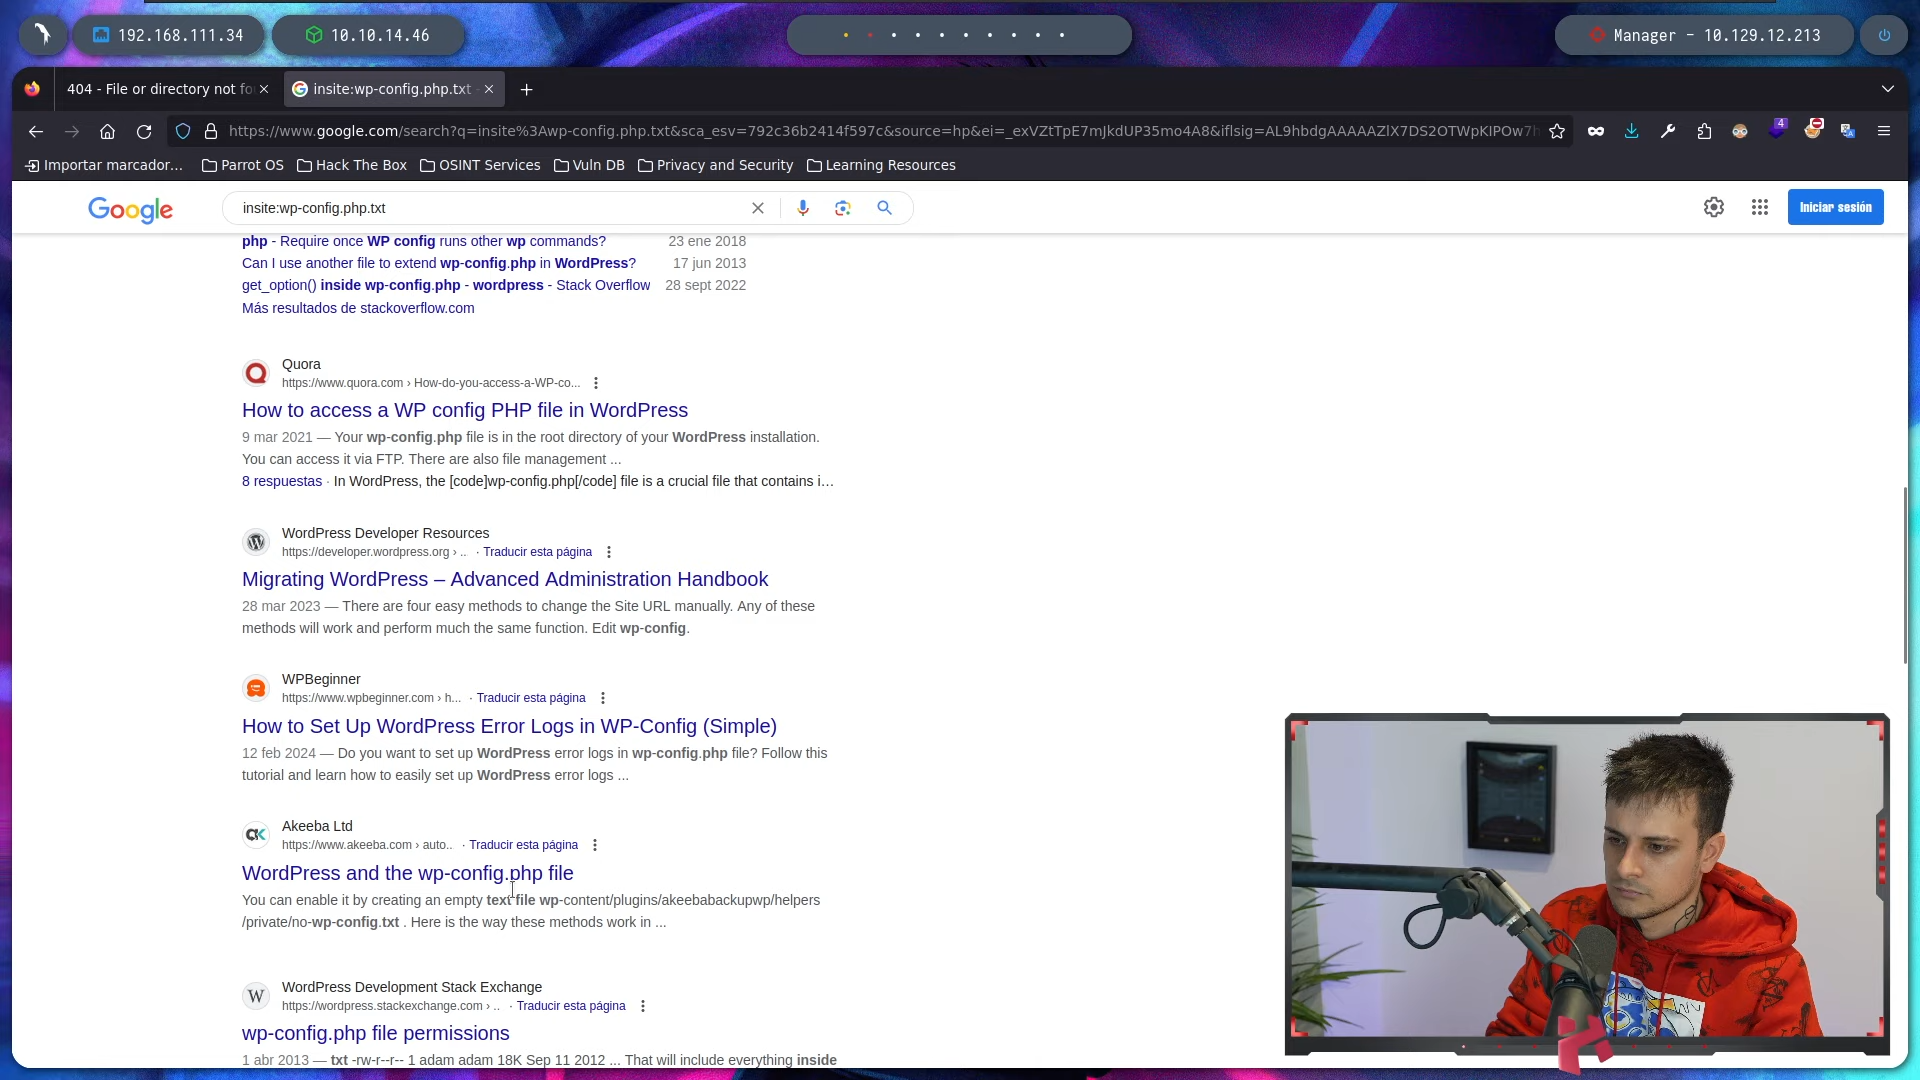 192.168.111.34
10.10.14.46
Manager - 10.129.12.213
404 - File or directory not fo
insite:wp-config.php.txt
https://www.google.com/search?q=insite%3Awp-config.php.txt&sca_esv=792c36b2414f597c&source=hp&ei=_exVZtTpE7mJkdUP35mo4A8&iflsig=AL9hbdgAAAAAZlX7DS2OTWpKIPOw7h
4
Importar marcador...
Parrot OS
Hack The Box
OSINT Services
Vuln DB
Privacy and Security
Learning Resources
Google
insite:wp-config.php.txt
Iniciar sesión
php - Require once WP config runs other wp commands? 23 ene 2018
Can I use another file to extend wp-config.php in WordPress? 17 jun 2013
get_option() inside wp-config.php - wordpress - Stack Overflow 28 sept 2022
Más resultados de stackoverflow.com
Quora
https://www.quora.com › How-do-you-access-a-WP-co...
How to access a WP config PHP file in WordPress
9 mar 2021 — Your wp-config.php file is in the root directory of your WordPress installation.
You can access it via FTP. There are also file management ...
8 respuestas · In WordPress, the [code]wp-config.php[/code] file is a crucial file that contains i...
WordPress Developer Resources
https://developer.wordpress.org › .. · Traducir esta página
Migrating WordPress – Advanced Administration Handbook
28 mar 2023 — There are four easy methods to change the Site URL manually. Any of these
methods will work and perform much the same function. Edit wp-config.
WPBeginner
https://www.wpbeginner.com › h... · Traducir esta página
How to Set Up WordPress Error Logs in WP-Config (Simple)
12 feb 2024 — Do you want to set up WordPress error logs in wp-config.php file? Follow this
tutorial and learn how to easily set up WordPress error logs ...
Akeeba Ltd
https://www.akeeba.com › auto.. · Traducir esta página
WordPress and the wp-config.php file
You can enable it by creating an empty text file wp-content/plugins/akeebabackupwp/helpers
/private/no-wp-config.txt . Here is the way these methods work in ...
W
WordPress Development Stack Exchange
https://wordpress.stackexchange.com › .. · Traducir esta página
wp-config.php file permissions
1 abr 2013 — txt -rw-r--r-- 1 adam adam 18K Sep 11 2012 ... That will include everything inside